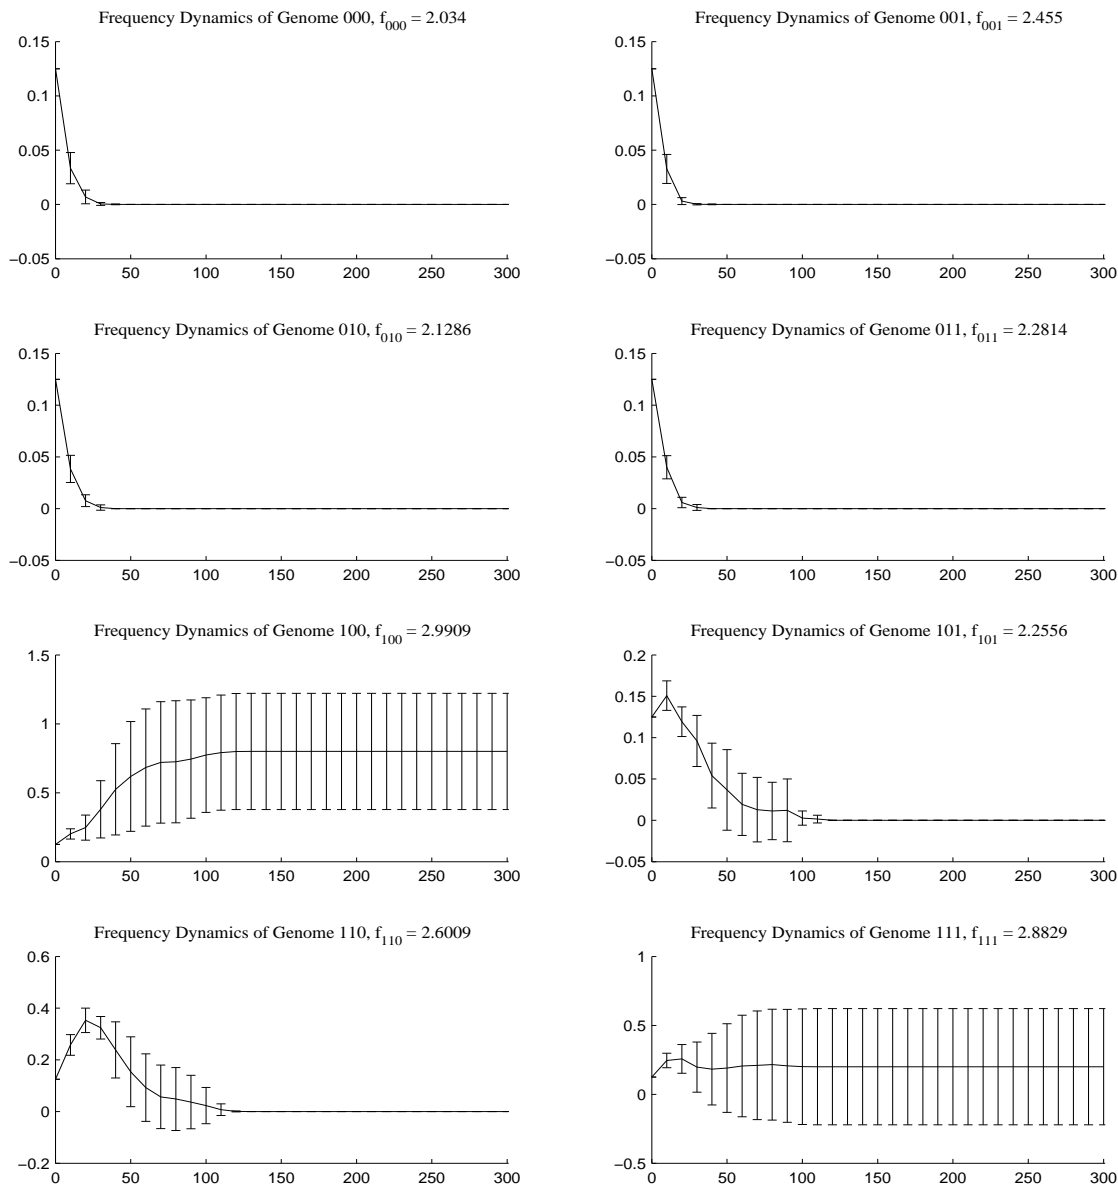 Frequency Dynamics of Genome 000, f000 = 2.034
0.15
0.1
0.05
0
−0.05
0 50 100 150 200 250 300
Frequency Dynamics of Genome 001, f001 = 2.455
0.15
0.1
0.05
0
−0.05
0 50 100 150 200 250 300
Frequency Dynamics of Genome 010, f010 = 2.1286
0.15
0.1
0.05
0
−0.05
0 50 100 150 200 250 300
Frequency Dynamics of Genome 011, f011 = 2.2814
0.15
0.1
0.05
0
−0.05
0 50 100 150 200 250 300
Frequency Dynamics of Genome 100, f100 = 2.9909
1.5
1
0.5
0
0 50 100 150 200 250 300
Frequency Dynamics of Genome 101, f101 = 2.2556
0.2
0.15
0.1
0.05
0
−0.05
0 50 100 150 200 250 300
Frequency Dynamics of Genome 110, f110 = 2.6009
0.6
0.4
0.2
0
−0.2
0 50 100 150 200 250 300
Frequency Dynamics of Genome 111, f111 = 2.8829
1
0.5
0
−0.5
0 50 100 150 200 250 300